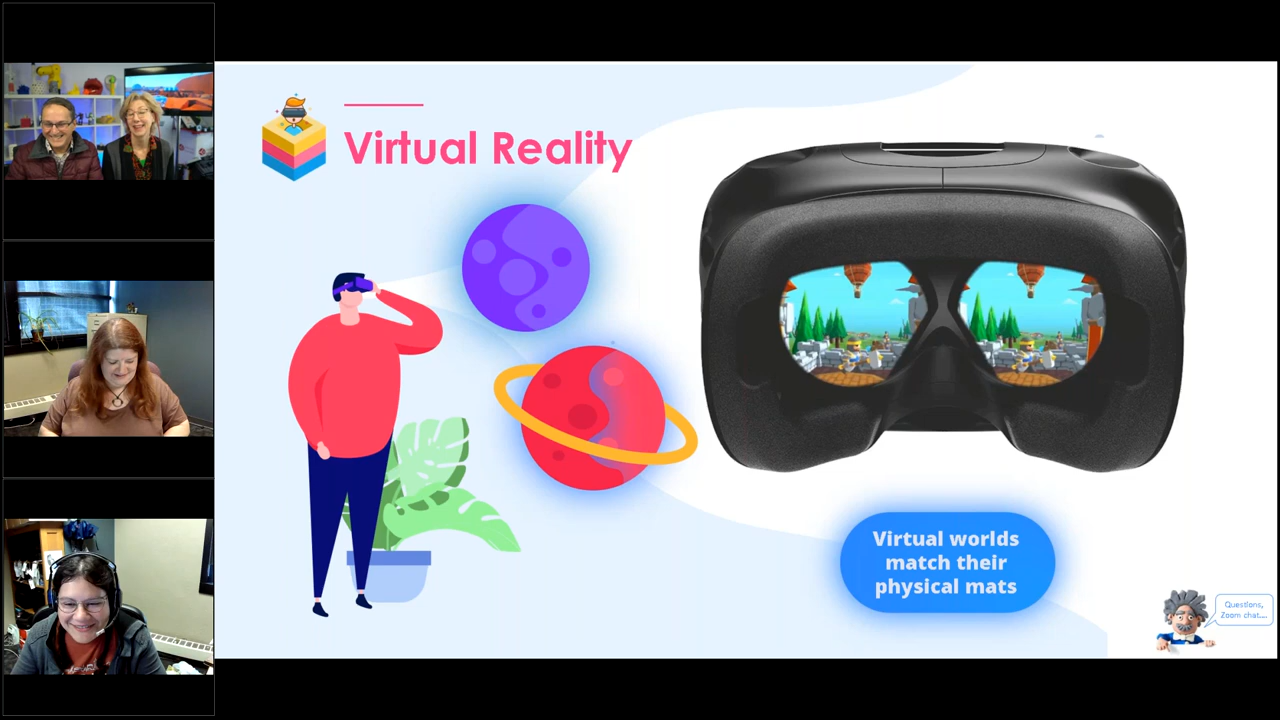 Virtual Reality
Virtual worlds
match their
physical mats
Questions,
Zoom chat....